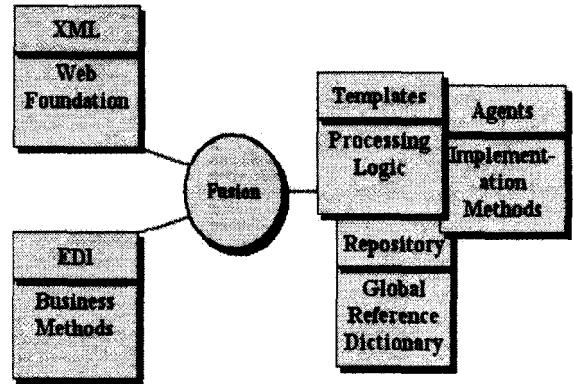 XML
Web
Foundation
EDI
Business
Methods
Fusion
Templates
Processing
Logic
Agents
Implement-
ation
Methods
Repository
Global
Reference
Dictionary